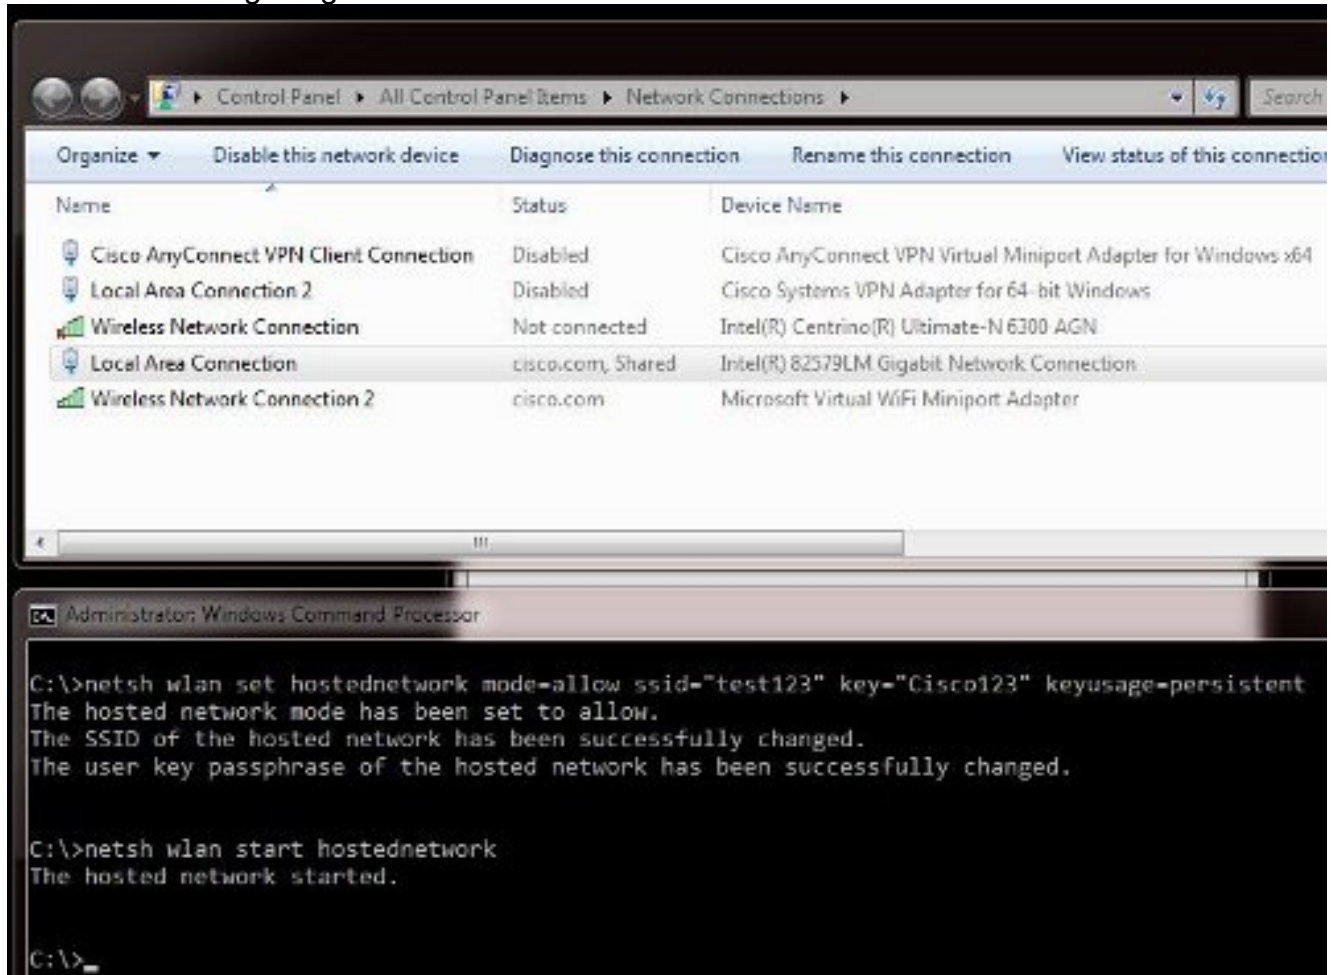 Control Panel ▸ All Control Panel Items ▸ Network Connections ▸ Search
Organize Disable this network device Diagnose this connection Rename this connection View status of this connection
Name Status Device Name
Cisco AnyConnect VPN Client Connection Disabled Cisco AnyConnect VPN Virtual Miniport Adapter for Windows x64
Local Area Connection 2 Disabled Cisco Systems VPN Adapter for 64-bit Windows
Wireless Network Connection Not connected Intel(R) Centrino(R) Ultimate-N 6300 AGN
Local Area Connection cisco.com, Shared Intel(R) 82579LM Gigabit Network Connection
Wireless Network Connection 2 cisco.com Microsoft Virtual WiFi Miniport Adapter
Administrator: Windows Command Processor
C:\>netsh wlan set hostednetwork mode=allow ssid="test123" key="Cisco123" keyusage=persistent
The hosted network mode has been set to allow.
The SSID of the hosted network has been successfully changed.
The user key passphrase of the hosted network has been successfully changed.
C:\>netsh wlan start hostednetwork
The hosted network started.
C:\>_